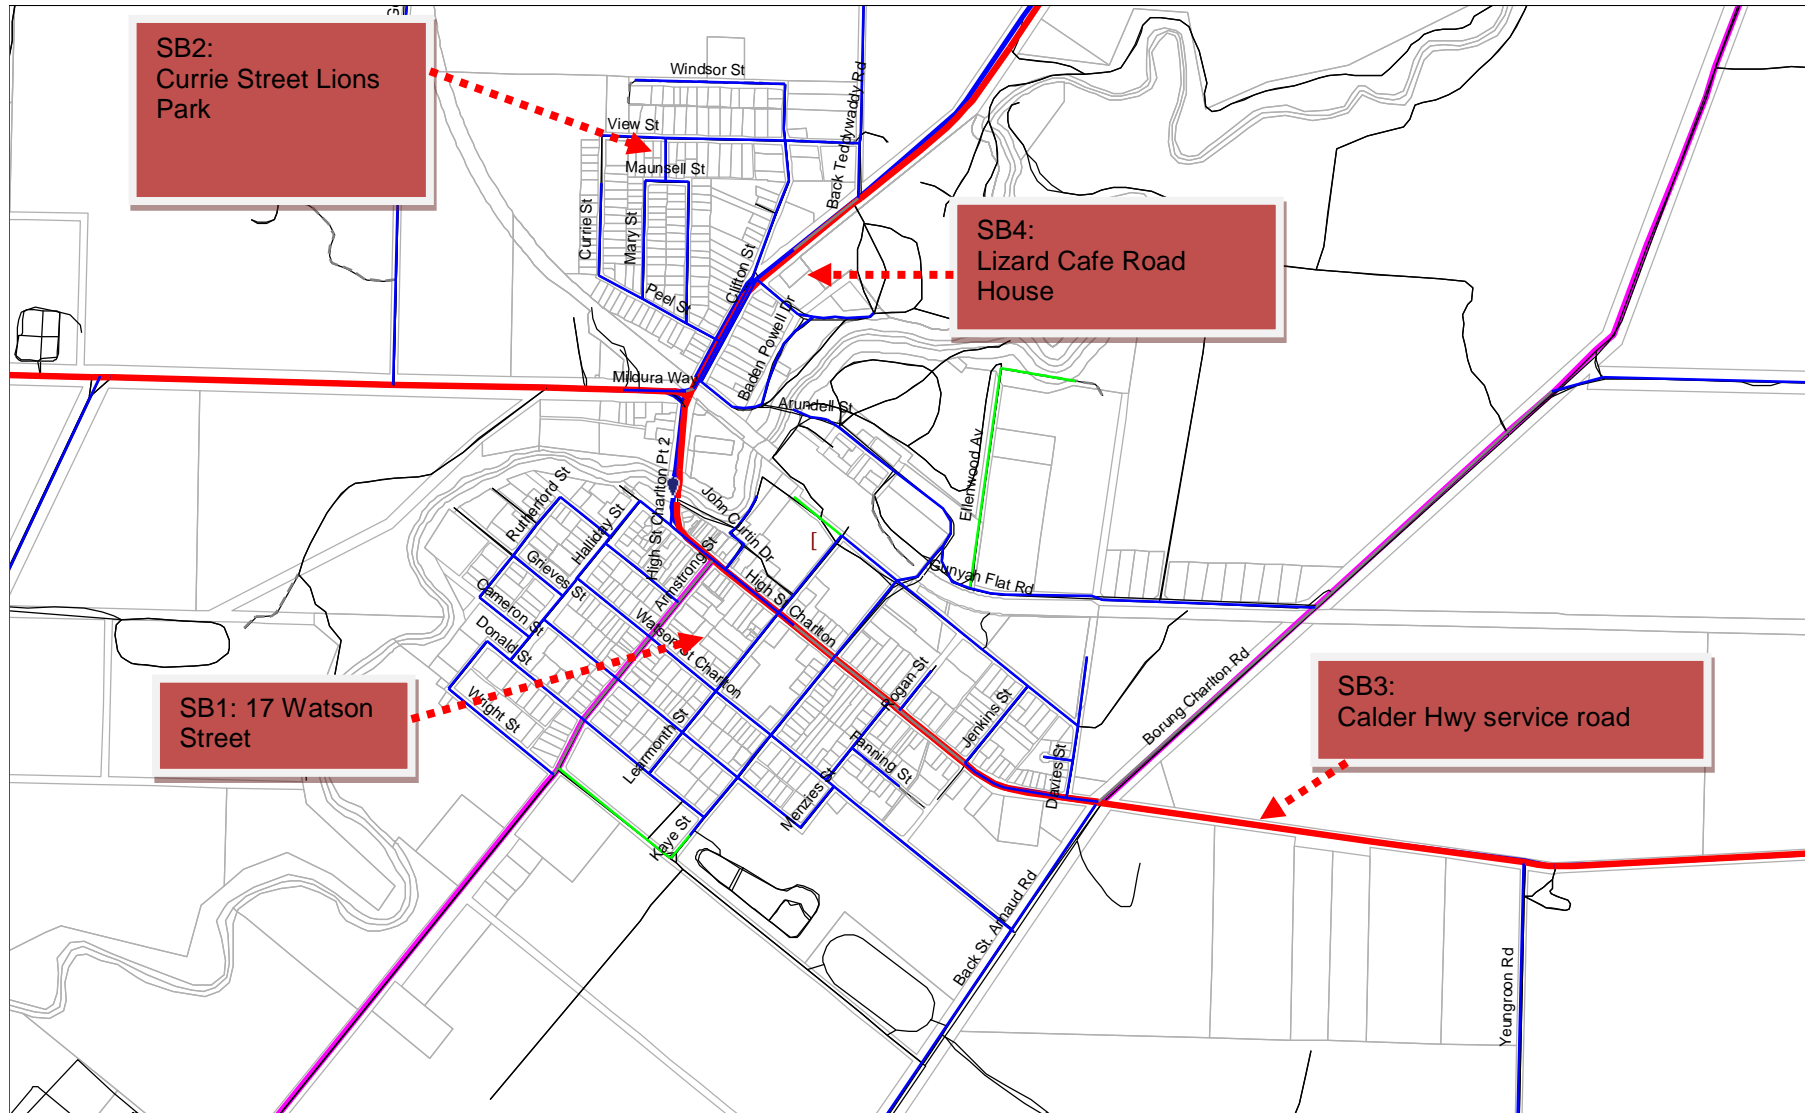 SB2:
Currie Street Lions
Park
Windsor St
View St
Maunsell St
Currie St
Mary St
Peel St
Clifton St
Back Teddywaddy Rd
SB4:
Lizard Cafe Road
House
Baden Powell Dr
Mildura Way
Arundell St
Ellenwood Av
High St Charlton Pt 2
John Curtin Dr
Rutherford St
Halliday St
Grieves St
Cameron St
Donald St
Wright St
Armstrong St
High St Charlton
Watson St Charlton
Gunyah Flat Rd
[
SB1: 17 Watson
Street
Learmonth St
Rogan St
Jenkins St
Fanning St
Menzies St
Davies St
Kaye St
Borung Charlton Rd
SB3:
Calder Hwy service road
Back St. Arnaud Rd
Yeungroon Rd